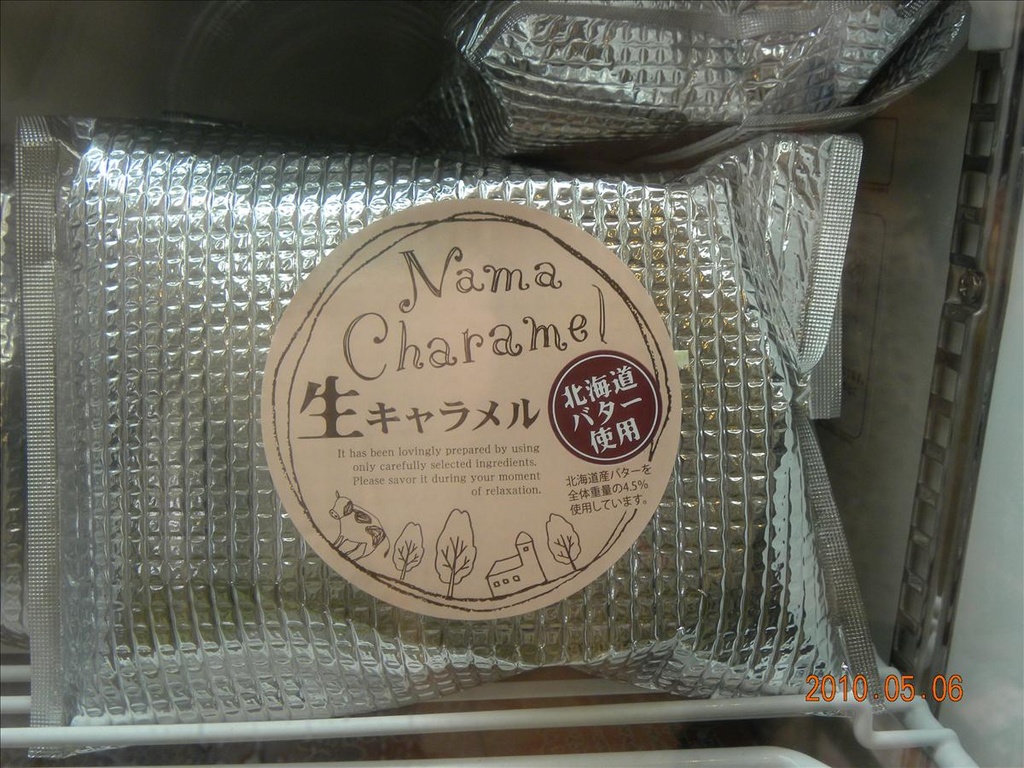 Nama
Charamel
生キャラメル
北海道
バター
使用
It has been lovingly prepared by using
only carefully selected ingredients.
Please savor it during your moment
of relaxation.
北海道産バターを
全体重量の4.5%
使用しています。
2010.05.06